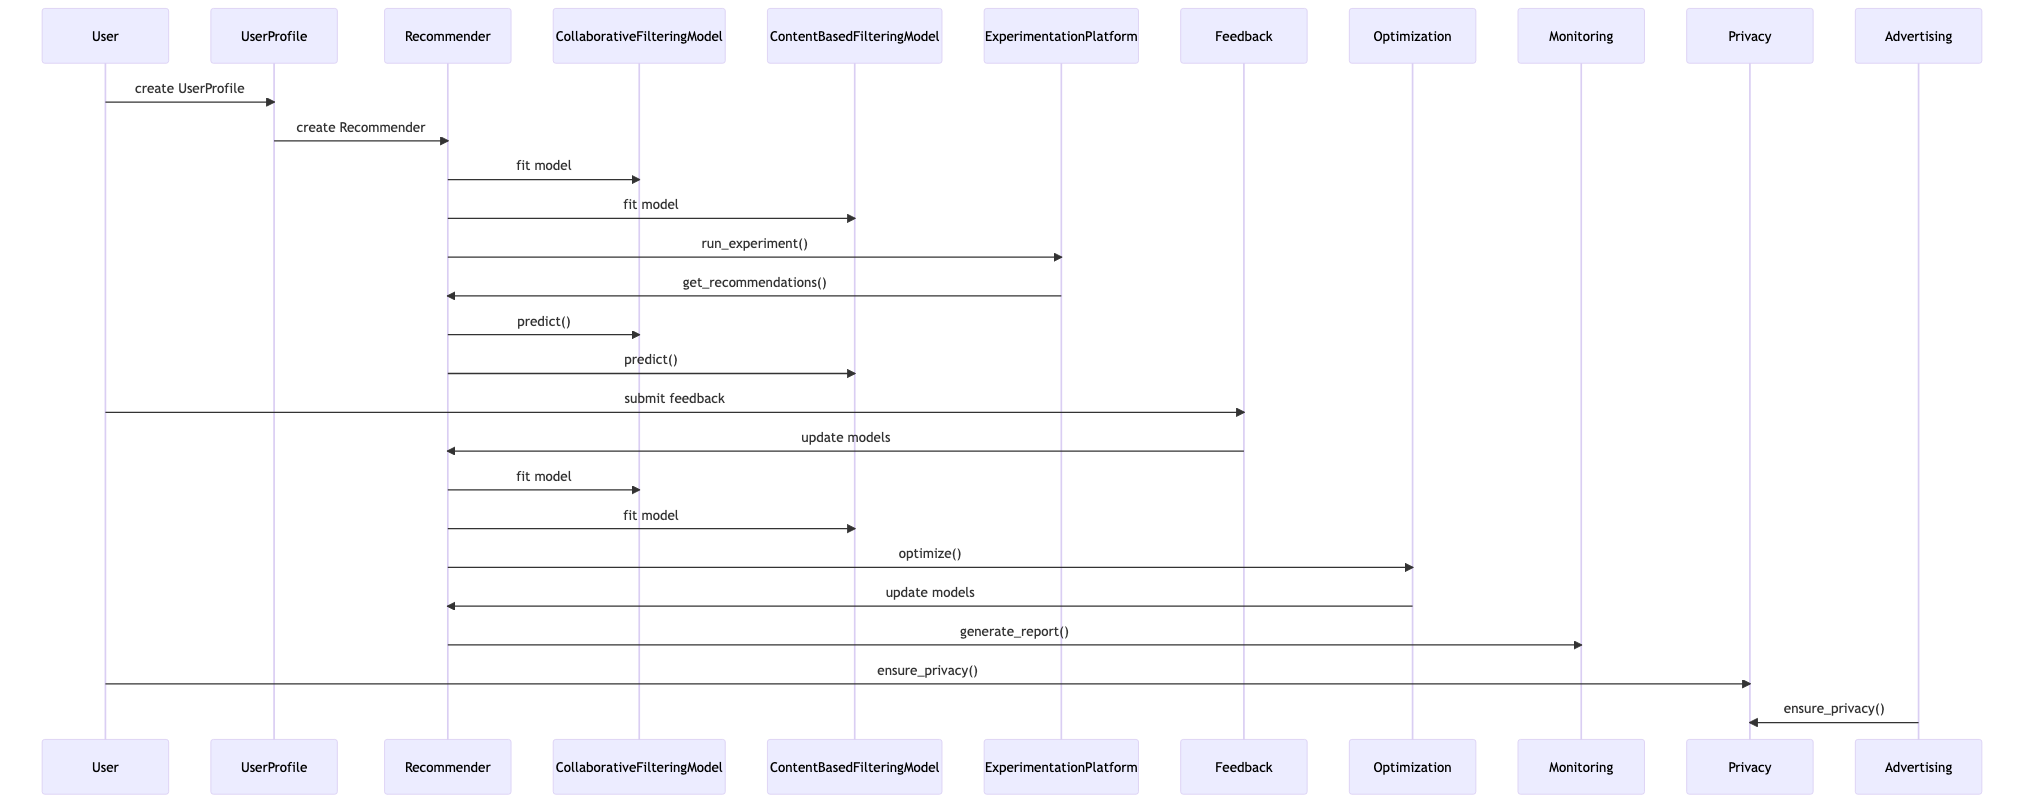 User
UserProfile
Recommender
CollaborativeFilteringModel
ContentBasedFilteringModel
ExperimentationPlatform
Feedback
Optimization
Monitoring
Privacy
Advertising
create UserProfile
create Recommender
fit model
fit model
run_experiment()
get_recommendations()
predict()
predict()
submit feedback
update models
fit model
fit model
optimize()
update models
generate_report()
ensure_privacy()
ensure_privacy()
User
UserProfile
Recommender
CollaborativeFilteringModel
ContentBasedFilteringModel
ExperimentationPlatform
Feedback
Optimization
Monitoring
Privacy
Advertising